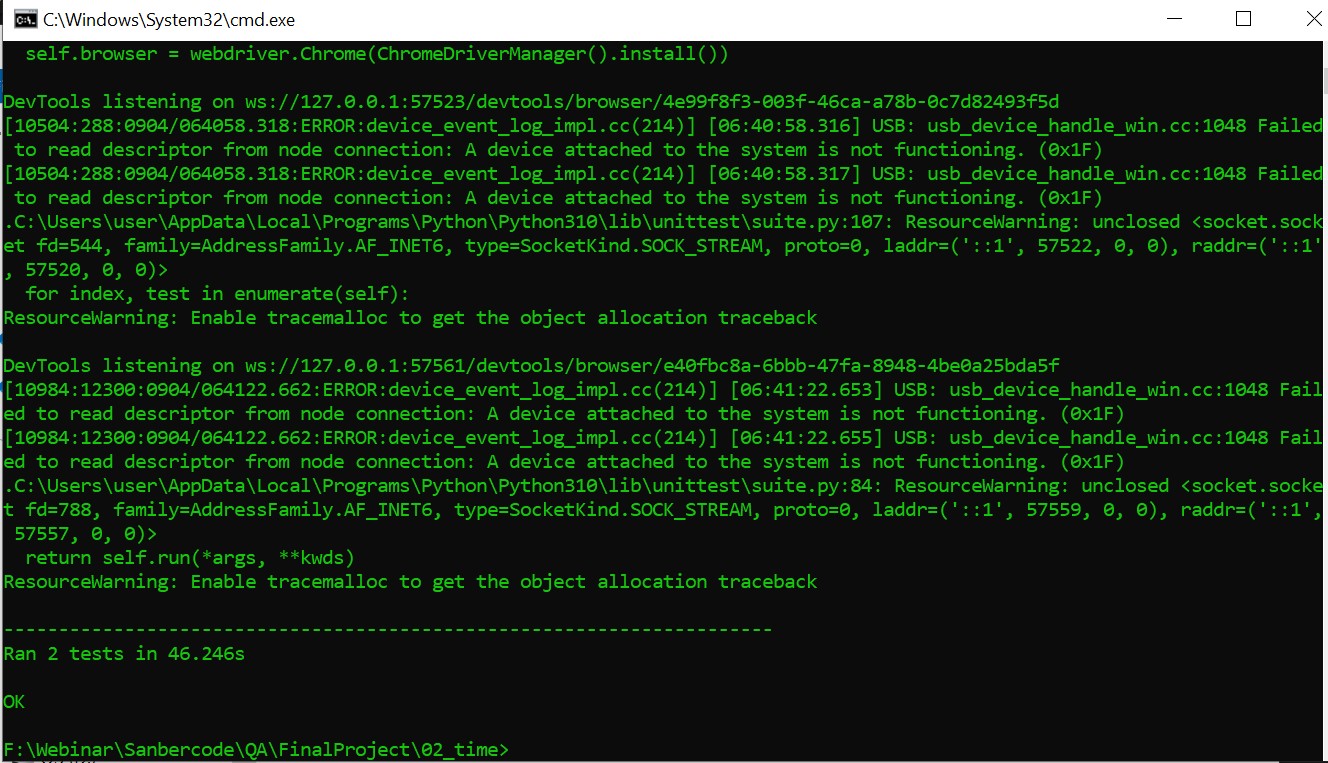 C:\Windows\System32\cmd.exe
  self.browser = webdriver.Chrome(ChromeDriverManager().install())
DevTools listening on ws://127.0.0.1:57523/devtools/browser/4e99f8f3-003f-46ca-a78b-0c7d82493f5d
[10504:288:0904/064058.318:ERROR:device_event_log_impl.cc(214)] [06:40:58.316] USB: usb_device_handle_win.cc:1048 Failed
 to read descriptor from node connection: A device attached to the system is not functioning. (0x1F)
[10504:288:0904/064058.318:ERROR:device_event_log_impl.cc(214)] [06:40:58.317] USB: usb_device_handle_win.cc:1048 Failed
 to read descriptor from node connection: A device attached to the system is not functioning. (0x1F)
.C:\Users\user\AppData\Local\Programs\Python\Python310\lib\unittest\suite.py:107: ResourceWarning: unclosed <socket.sock
et fd=544, family=AddressFamily.AF_INET6, type=SocketKind.SOCK_STREAM, proto=0, laddr=('::1', 57522, 0, 0), raddr=('::1'
, 57520, 0, 0)>
  for index, test in enumerate(self):
ResourceWarning: Enable tracemalloc to get the object allocation traceback
DevTools listening on ws://127.0.0.1:57561/devtools/browser/e40fbc8a-6bbb-47fa-8948-4be0a25bda5f
[10984:12300:0904/064122.662:ERROR:device_event_log_impl.cc(214)] [06:41:22.653] USB: usb_device_handle_win.cc:1048 Fail
ed to read descriptor from node connection: A device attached to the system is not functioning. (0x1F)
[10984:12300:0904/064122.662:ERROR:device_event_log_impl.cc(214)] [06:41:22.655] USB: usb_device_handle_win.cc:1048 Fail
ed to read descriptor from node connection: A device attached to the system is not functioning. (0x1F)
.C:\Users\user\AppData\Local\Programs\Python\Python310\lib\unittest\suite.py:84: ResourceWarning: unclosed <socket.socke
t fd=788, family=AddressFamily.AF_INET6, type=SocketKind.SOCK_STREAM, proto=0, laddr=('::1', 57559, 0, 0), raddr=('::1',
 57557, 0, 0)>
  return self.run(*args, **kwds)
ResourceWarning: Enable tracemalloc to get the object allocation traceback
----------------------------------------------------------------------
Ran 2 tests in 46.246s
OK
F:\Webinar\Sanbercode\QA\FinalProject\02_time>